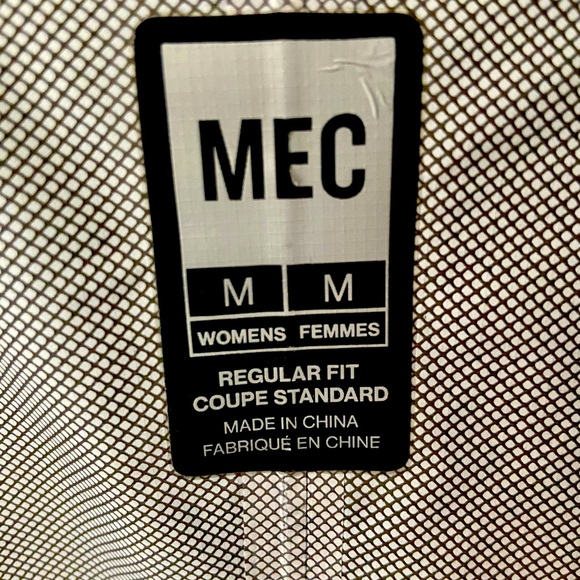 MEC
M M
WOMENS FEMMES
REGULAR FIT
COUPE STANDARD
MADE IN CHINA
FABRIQUÉ EN CHINE